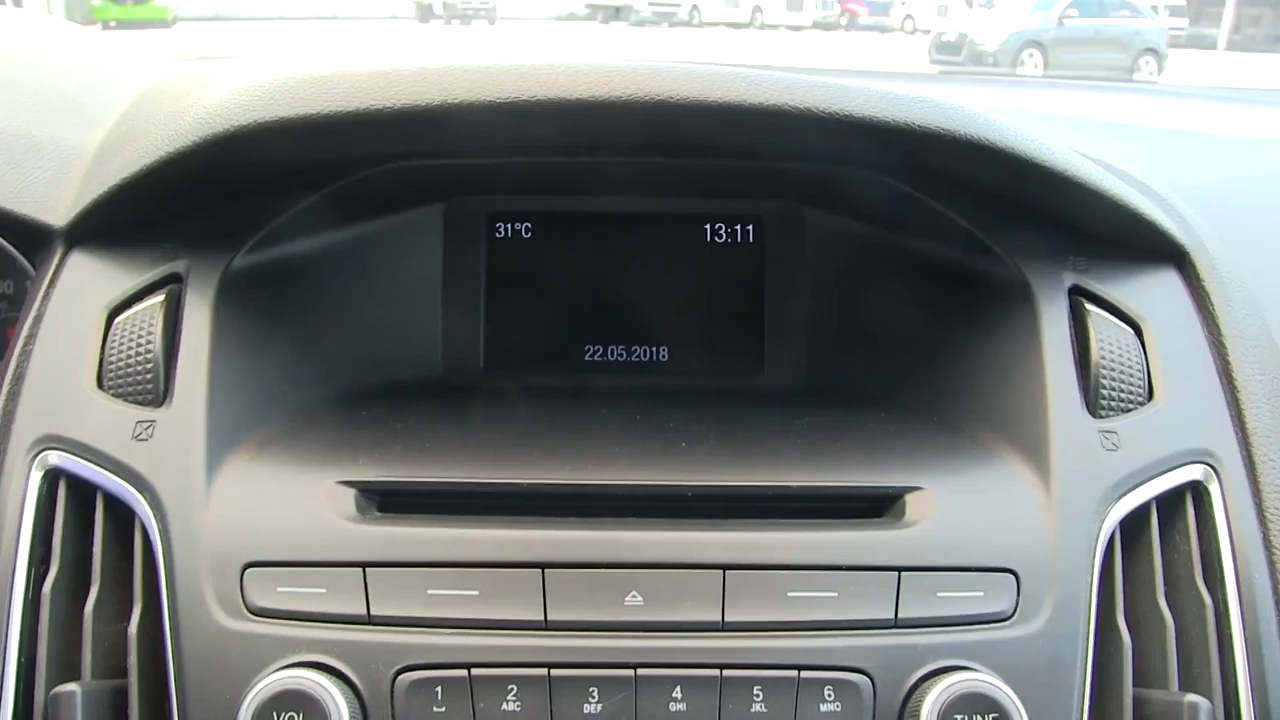 31°C 13:11
22.05.2018
1 2 3 4 5 6
ABC DEF GHI JKL MNO
VOL TUNE